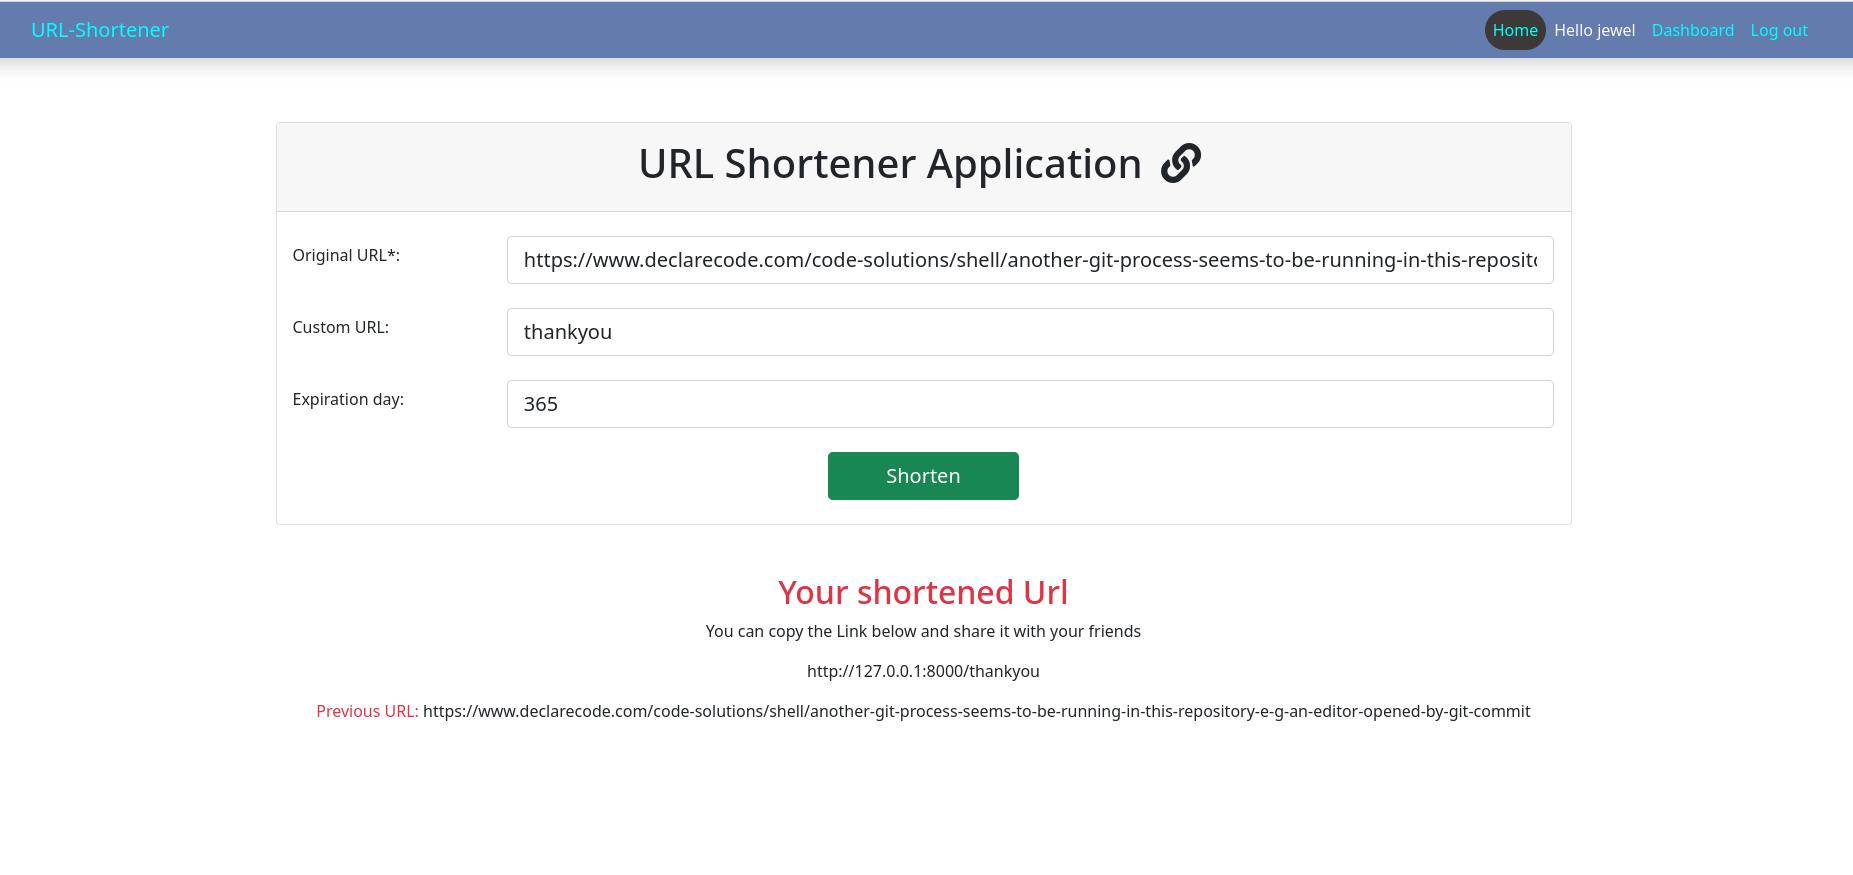 URL-Shortener Home Hello jewel Dashboard Log out
URL Shortener Application
Original URL*: https://www.declarecode.com/code-solutions/shell/another-git-process-seems-to-be-running-in-this-reposito
Custom URL: thankyou
Expiration day: 365
Shorten
Your shortened Url
You can copy the Link below and share it with your friends
http://127.0.0.1:8000/thankyou
Previous URL: https://www.declarecode.com/code-solutions/shell/another-git-process-seems-to-be-running-in-this-repository-e-g-an-editor-opened-by-git-commit